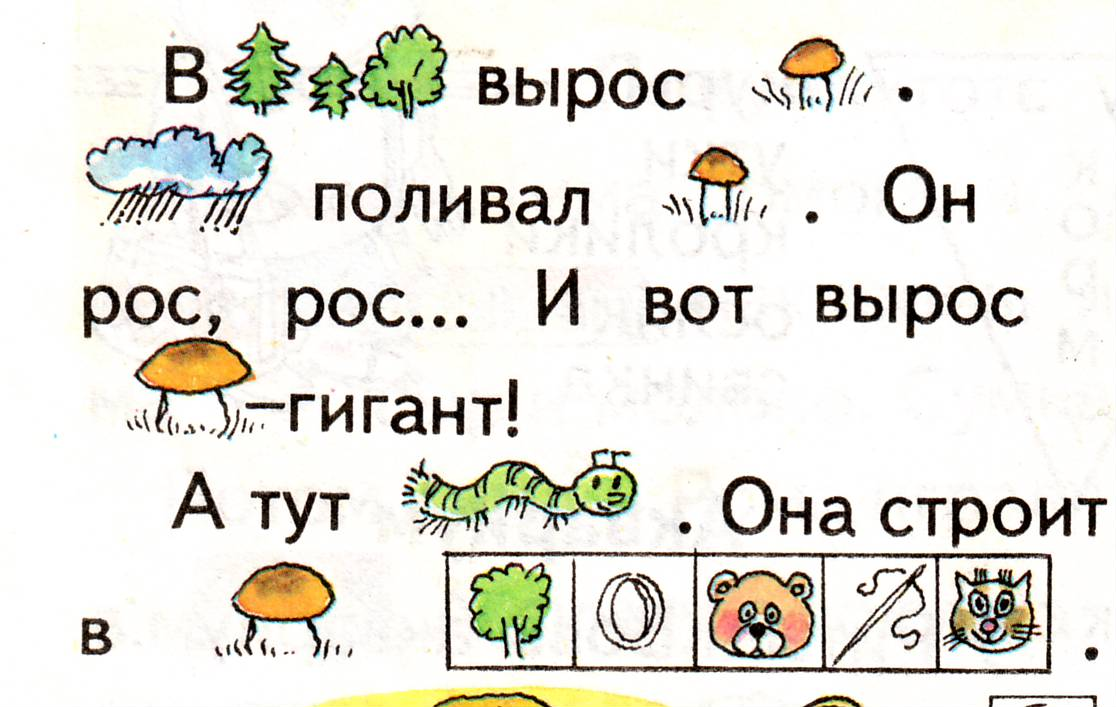 В вырос .
поливал . Он
рос, рос... И вот вырос
–гигант!
А тут . Она строит
в .